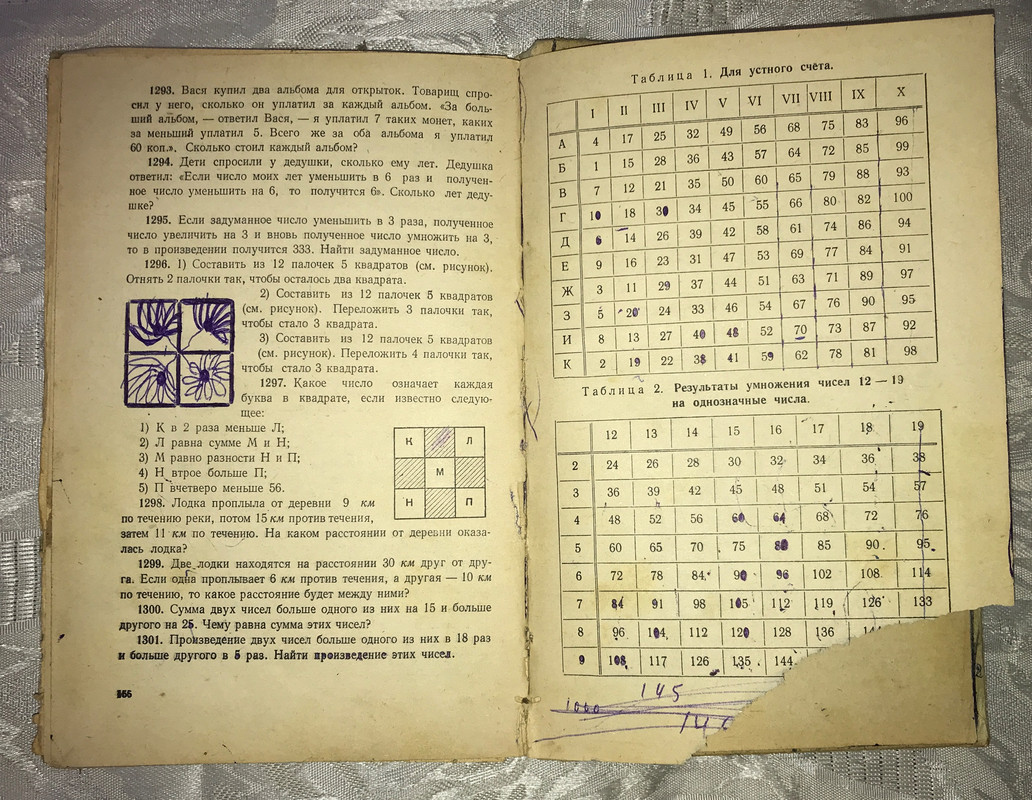 1293. Вася купил два альбома для открыток. Товарищ спро-
сил у него, сколько он уплатил за каждый альбом. «За боль-
ший альбом, — ответил Вася, — я уплатил 7 таких монет, каких
за меньший уплатил 5. Всего же за оба альбома я уплатил
60 коп.». Сколько стоил каждый альбом?
1294. Дети спросили у дедушки, сколько ему лет. Дедушка
ответил: «Если число моих лет уменьшить в 6 раз и получен-
ное число уменьшить на 6, то получится 6». Сколько лет деду-
шке?
1295. Если задуманное число уменьшить в 3 раза, полученное
число увеличить на 3 и вновь полученное число умножить на 3,
то в произведении получится 333. Найти задуманное число.
1296. 1) Составить из 12 палочек 5 квадратов (см. рисунок).
Отнять 2 палочки так, чтобы осталось два квадрата.
2) Составить из 12 палочек 5 квадратов
(см. рисунок). Переложить 3 палочки так,
чтобы стало 3 квадрата.
3) Составить из 12 палочек 5 квадратов
(см. рисунок). Переложить 4 палочки так,
чтобы стало 3 квадрата.
1297. Какое число означает каждая
буква в квадрате, если известно следую-
щее:
1) К в 2 раза меньше Л;
2) Л равна сумме М и Н;
3) М равно разности Н и П;
4) Н втрое больше П;
5) П вчетверо меньше 56.
К Л
М
Н П
1298. Лодка проплыла от деревни 9 км
по течению реки, потом 15 км против течения,
затем 11 км по течению. На каком расстоянии от деревни оказа-
лась лодка?
1299. Две лодки находятся на расстоянии 30 км друг от дру-
га. Если одна проплывает 6 км против течения, а другая — 10 км
по течению, то какое расстояние будет между ними?
1300. Сумма двух чисел больше одного из них на 15 и больше
другого на 25. Чему равна сумма этих чисел?
1301. Произведение двух чисел больше одного из них в 18 раз
и больше другого в 5 раз. Найти произведение этих чисел.
Таблица 1. Для устного счета.
I II III IV V VI VII VIII IX X
А 4 17 25 32 49 56 68 75 83 96
Б 1 15 28 36 43 57 64 72 85 99
В 7 12 21 35 50 60 65 79 88 93
Г 10 18 30 34 45 55 66 80 82 100
Д 6 14 26 39 42 58 61 74 86 94
Е 9 16 23 31 47 53 69 77 84 91
Ж 3 11 29 37 44 51 63 71 89 97
З 5 20 24 33 46 54 67 76 90 95
И 8 13 27 40 48 52 70 73 87 92
К 2 19 22 38 41 59 62 78 81 98
Таблица 2. Результаты умножения чисел 12 — 19
на однозначные числа.
12 13 14 15 16 17 18 19
2 24 26 28 30 32 34 36 38
3 36 39 42 45 48 51 54 57
4 48 52 56 60 64 68 72 76
5 60 65 70 75 80 85 90 95
6 72 78 84 90 96 102 108 114
7 84 91 98 105 112 119 126 133
8 96 104 112 120 128 136
9 108 117 126 135 144
145
1000